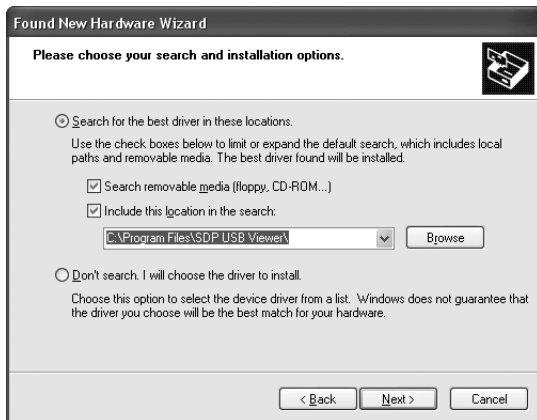 Found New Hardware Wizard
Please choose your search and installation options.
Search for the best driver in these locations.
Use the check boxes below to limit or expand the default search, which includes local
paths and removable media. The best driver found will be installed.
Search removable media (floppy, CD-ROM...)
Include this location in the search:
C:\Program Files\SDP USB Viewer\
Browse
Don't search. I will choose the driver to install.
Choose this option to select the device driver from a list. Windows does not guarantee that
the driver you choose will be the best match for your hardware.
< Back
Next >
Cancel